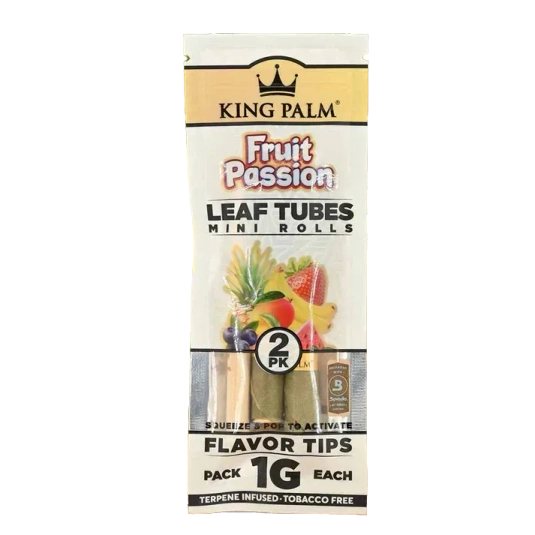 KING PALM®
Fruit
Passion
LEAF TUBES
MINI ROLLS
2
PK
LM®
SQUEEZE & POP TO ACTIVATE
FLAVOR TIPS
PACK 1G EACH
TERPENE INFUSED • TOBACCO FREE